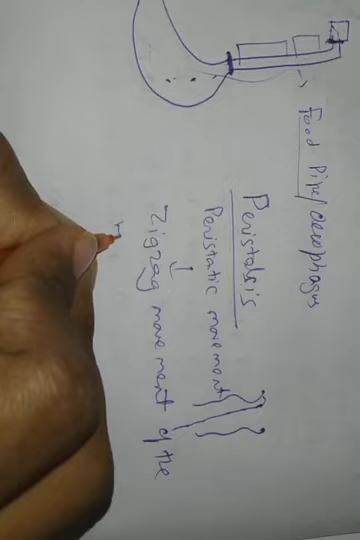 Food Pipe/oesophagus
Peristalsis
Peristatic movement
Zigzag movement of the